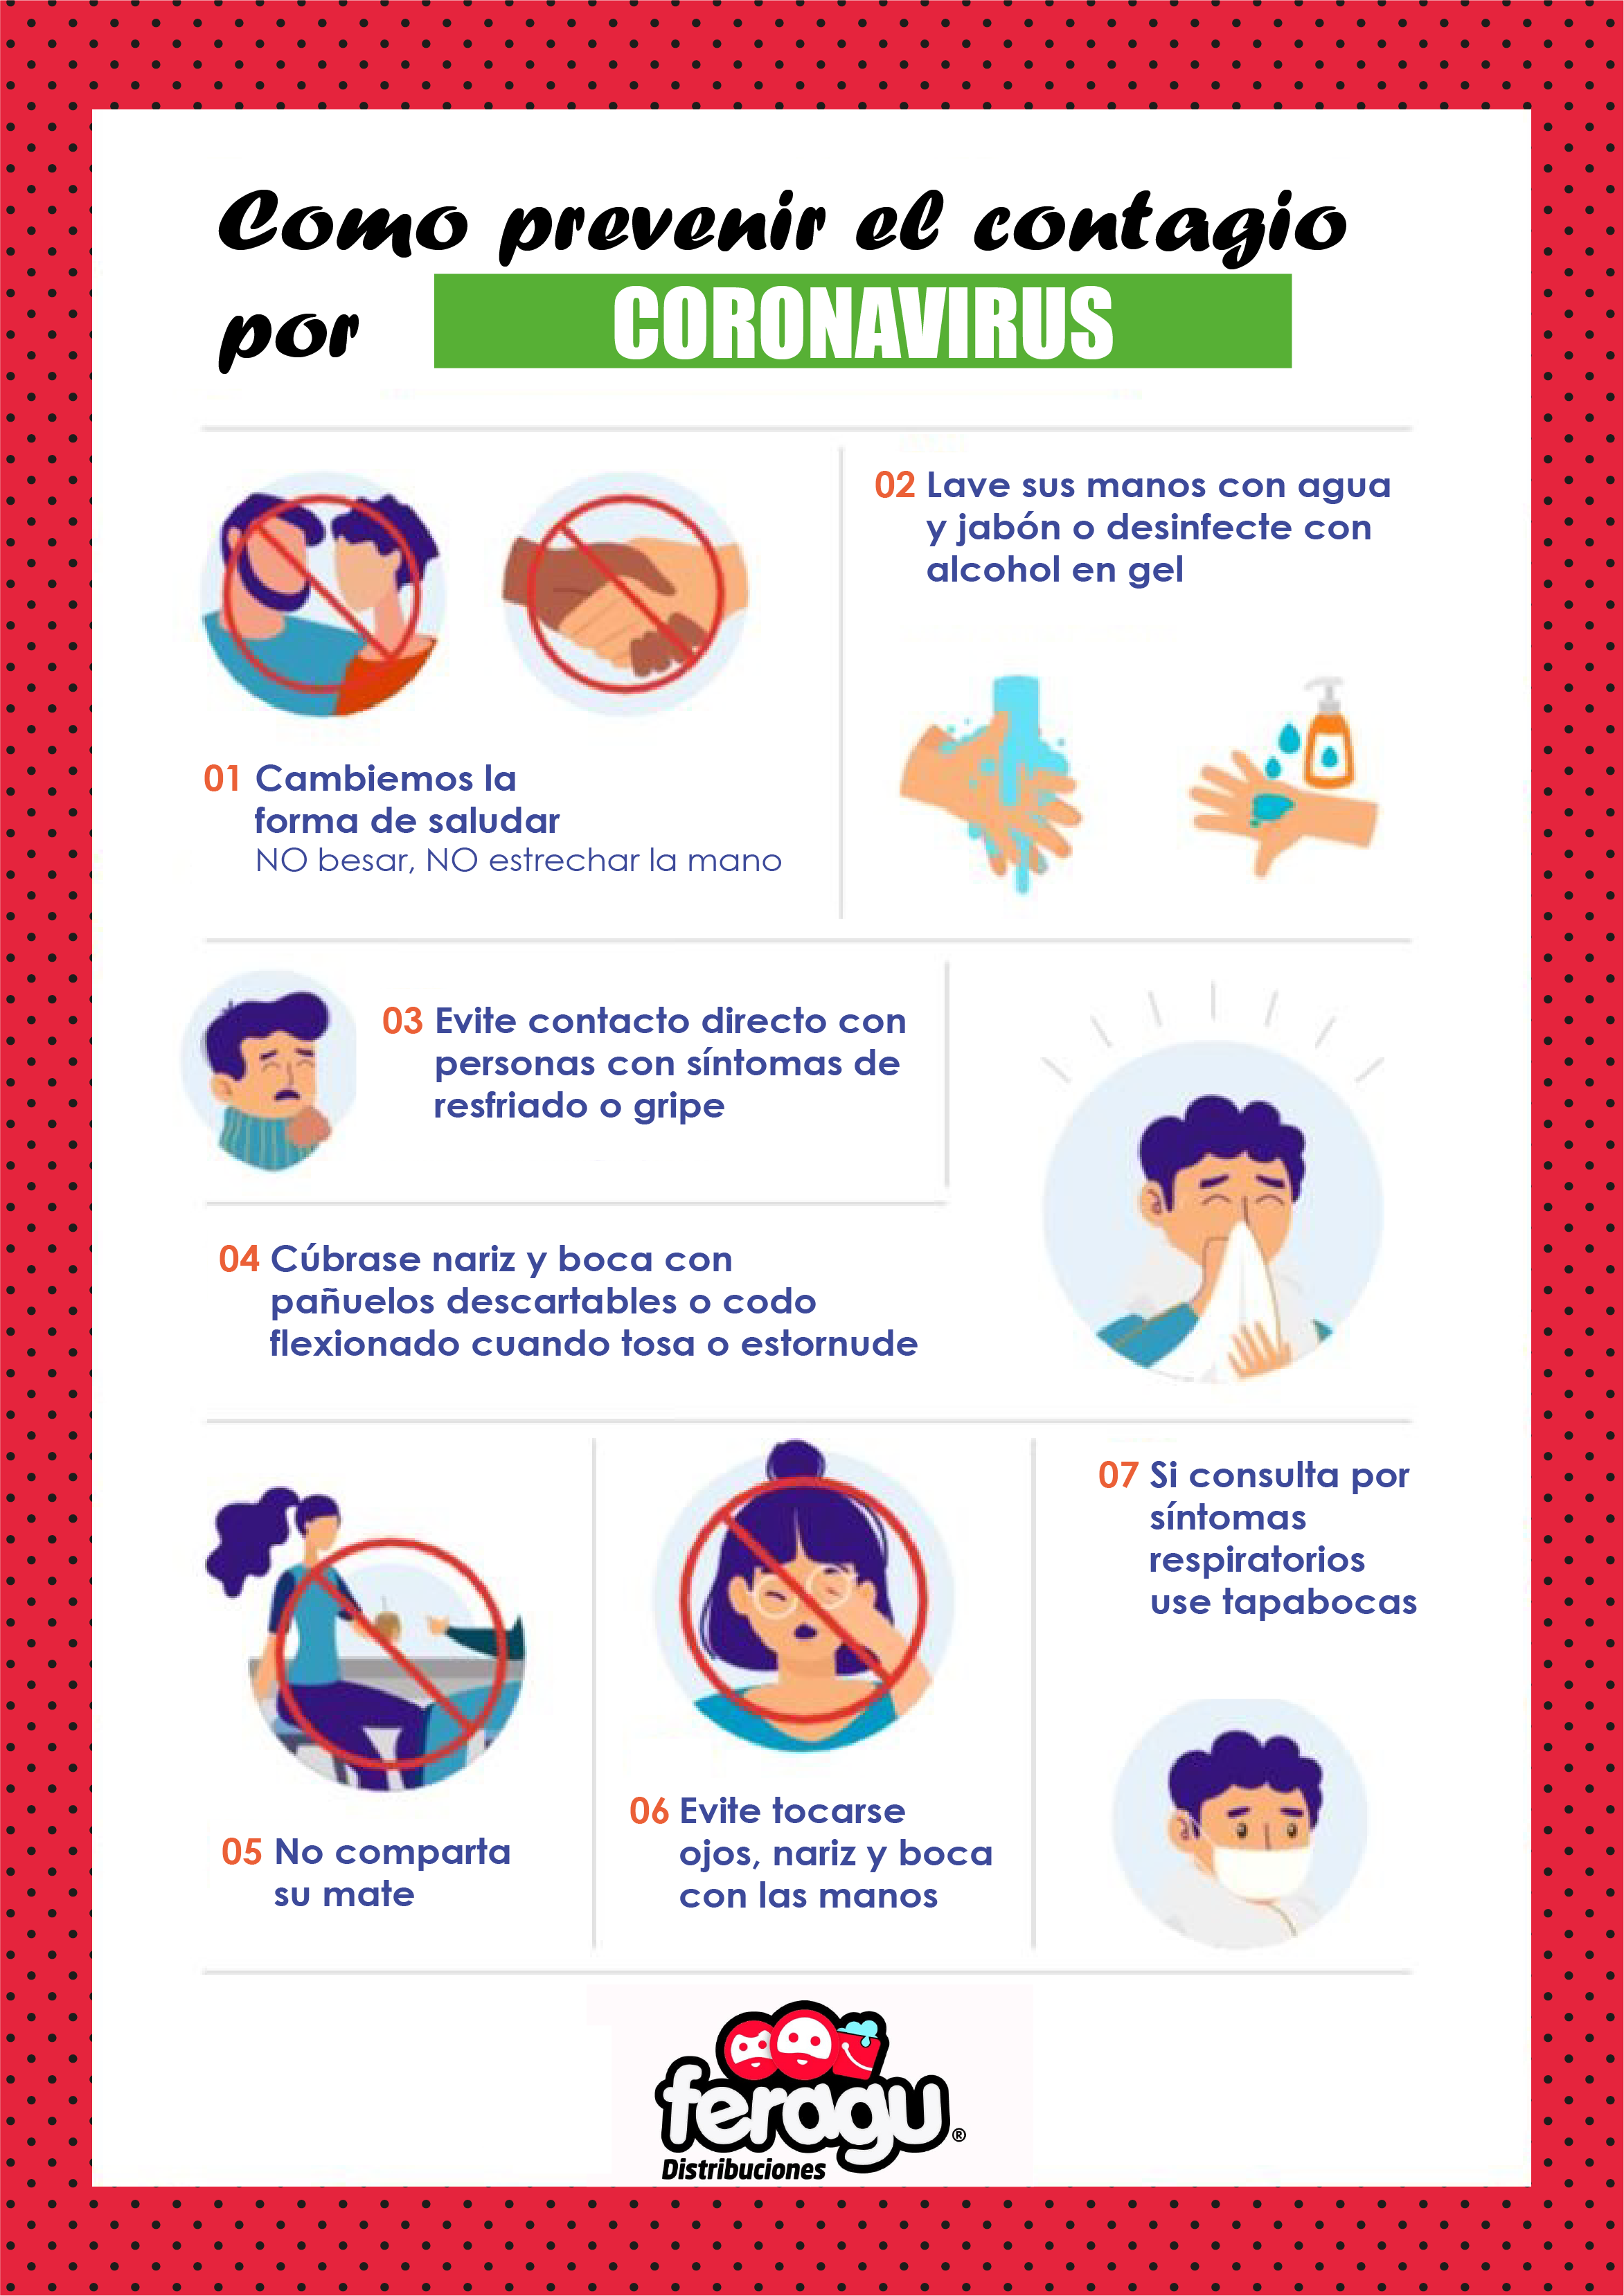 Como prevenir el contagio
por CORONAVIRUS
02 Lave sus manos con agua
y jabón o desinfecte con
alcohol en gel
01 Cambiemos la
forma de saludar
NO besar, NO estrechar la mano
03 Evite contacto directo con
personas con síntomas de
resfriado o gripe
04 Cúbrase nariz y boca con
pañuelos descartables o codo
flexionado cuando tosa o estornude
05 No comparta
su mate
06 Evite tocarse
ojos, nariz y boca
con las manos
07 Si consulta por
síntomas
respiratorios
use tapabocas
feragu®
Distribuciones